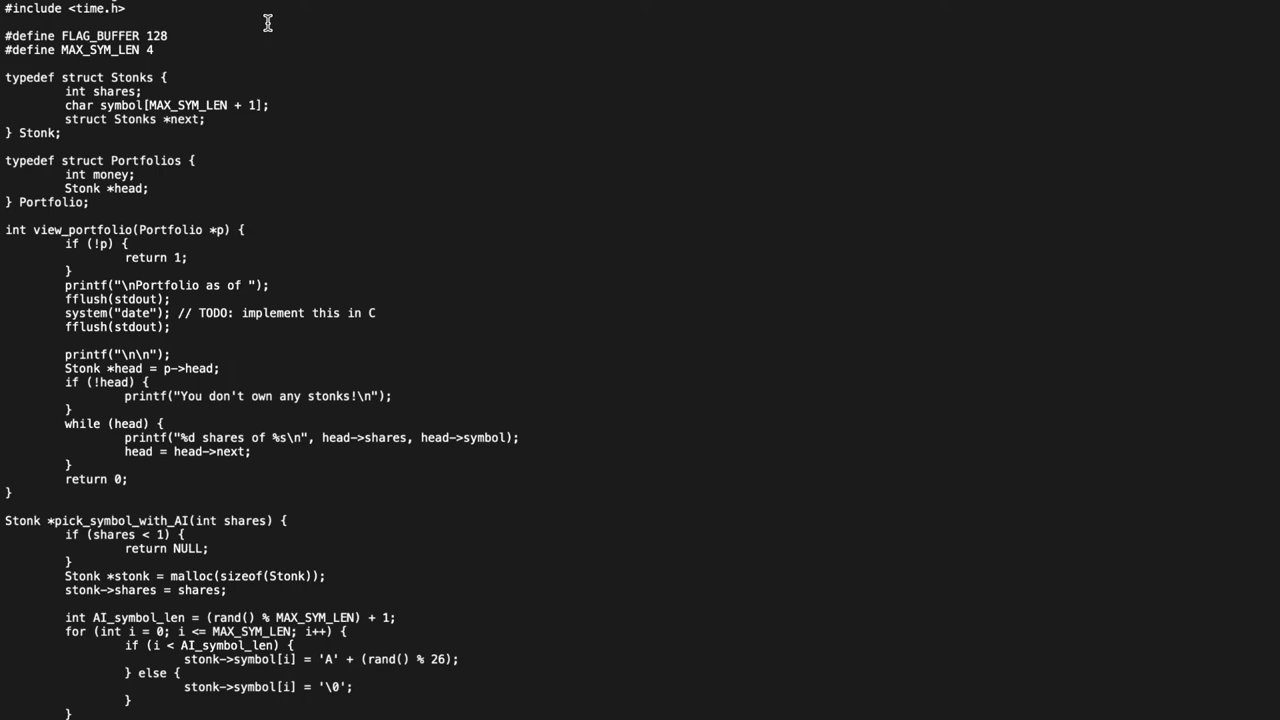 #include <time.h>
#define FLAG_BUFFER 128
#define MAX_SYM_LEN 4
typedef struct Stonks {
int shares;
char symbol[MAX_SYM_LEN + 1];
struct Stonks *next;
} Stonk;
typedef struct Portfolios {
int money;
Stonk *head;
} Portfolio;
int view_portfolio(Portfolio *p) {
if (!p) {
return 1;
}
printf("\nPortfolio as of ");
fflush(stdout);
system("date"); // TODO: implement this in C
fflush(stdout);
printf("\n\n");
Stonk *head = p->head;
if (!head) {
printf("You don't own any stonks!\n");
}
while (head) {
printf("%d shares of %s\n", head->shares, head->symbol);
head = head->next;
}
return 0;
}
Stonk *pick_symbol_with_AI(int shares) {
if (shares < 1) {
return NULL;
}
Stonk *stonk = malloc(sizeof(Stonk));
stonk->shares = shares;
int AI_symbol_len = (rand() % MAX_SYM_LEN) + 1;
for (int i = 0; i <= MAX_SYM_LEN; i++) {
if (i < AI_symbol_len) {
stonk->symbol[i] = 'A' + (rand() % 26);
} else {
stonk->symbol[i] = '\0';
}
}